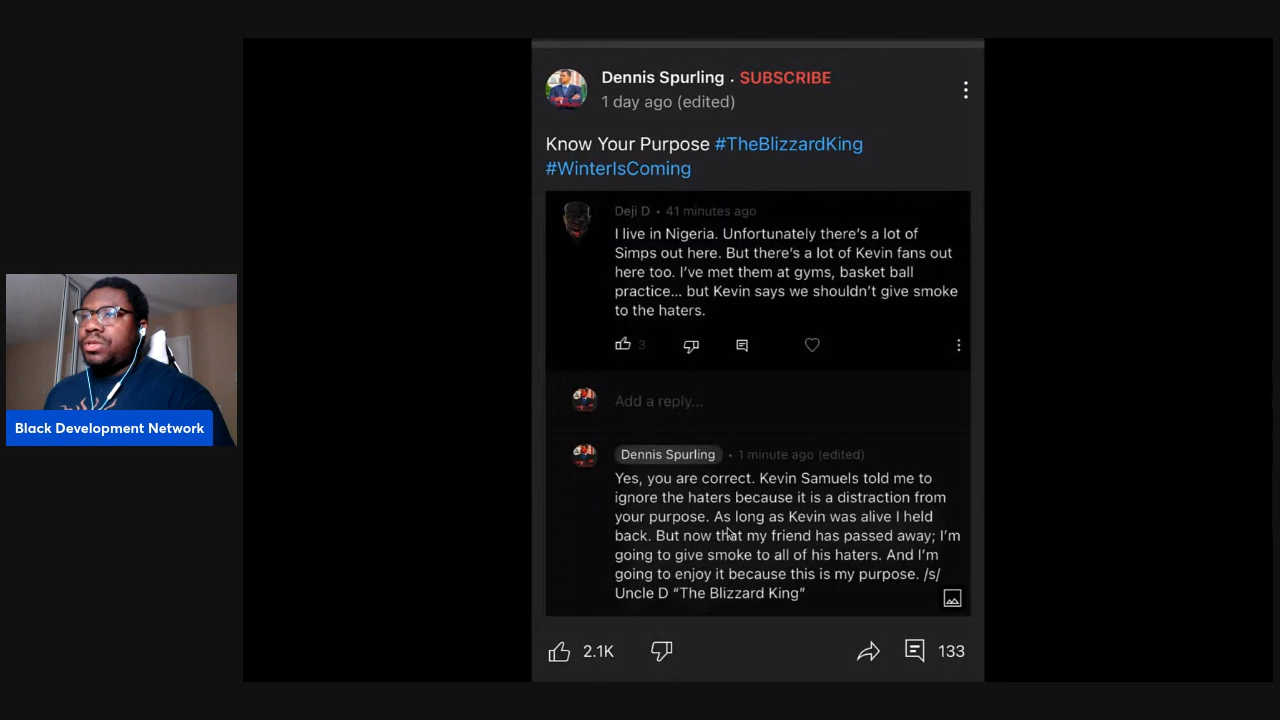 Dennis Spurling . SUBSCRIBE
1 day ago (edited)
Know Your Purpose #TheBlizzardKing
#WinterIsComing
Deji D • 41 minutes ago
I live in Nigeria. Unfortunately there's a lot of
Simps out here. But there's a lot of Kevin fans out
here too. I've met them at gyms, basket ball
practice... but Kevin says we shouldn't give smoke
to the haters.
3
Add a reply...
Dennis Spurling • 1 minute ago (edited)
Yes, you are correct. Kevin Samuels told me to
ignore the haters because it is a distraction from
your purpose. As long as Kevin was alive I held
back. But now that my friend has passed away; I'm
going to give smoke to all of his haters. And I'm
going to enjoy it because this is my purpose. /s/
Uncle D “The Blizzard King”
2.1K
133
Black Development Network